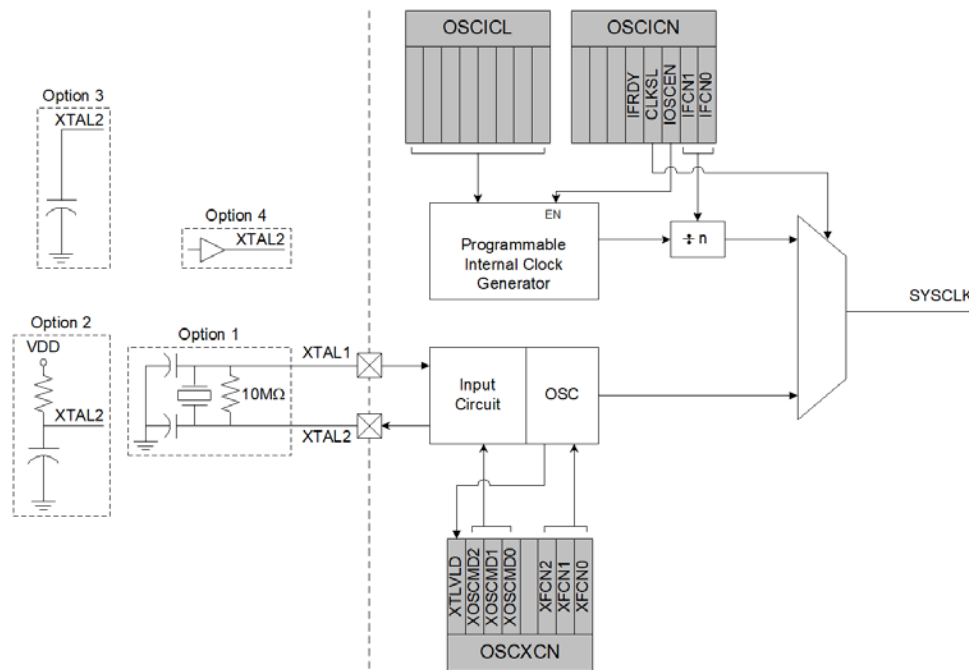 OSCICL
OSCICN
IFRDY
CLKSL
IOSCEN
IFCN1
IFCN0
Option 3
XTAL2
Option 4
XTAL2
EN
Programmable
Internal Clock
Generator
÷ n
SYSCLK
Option 2
VDD
XTAL2
Option 1
10MΩ
XTAL1
XTAL2
Input
Circuit
OSC
XTLVLD
XOSCMD2
XOSCMD1
XOSCMD0
XFCN2
XFCN1
XFCN0
OSCXCN